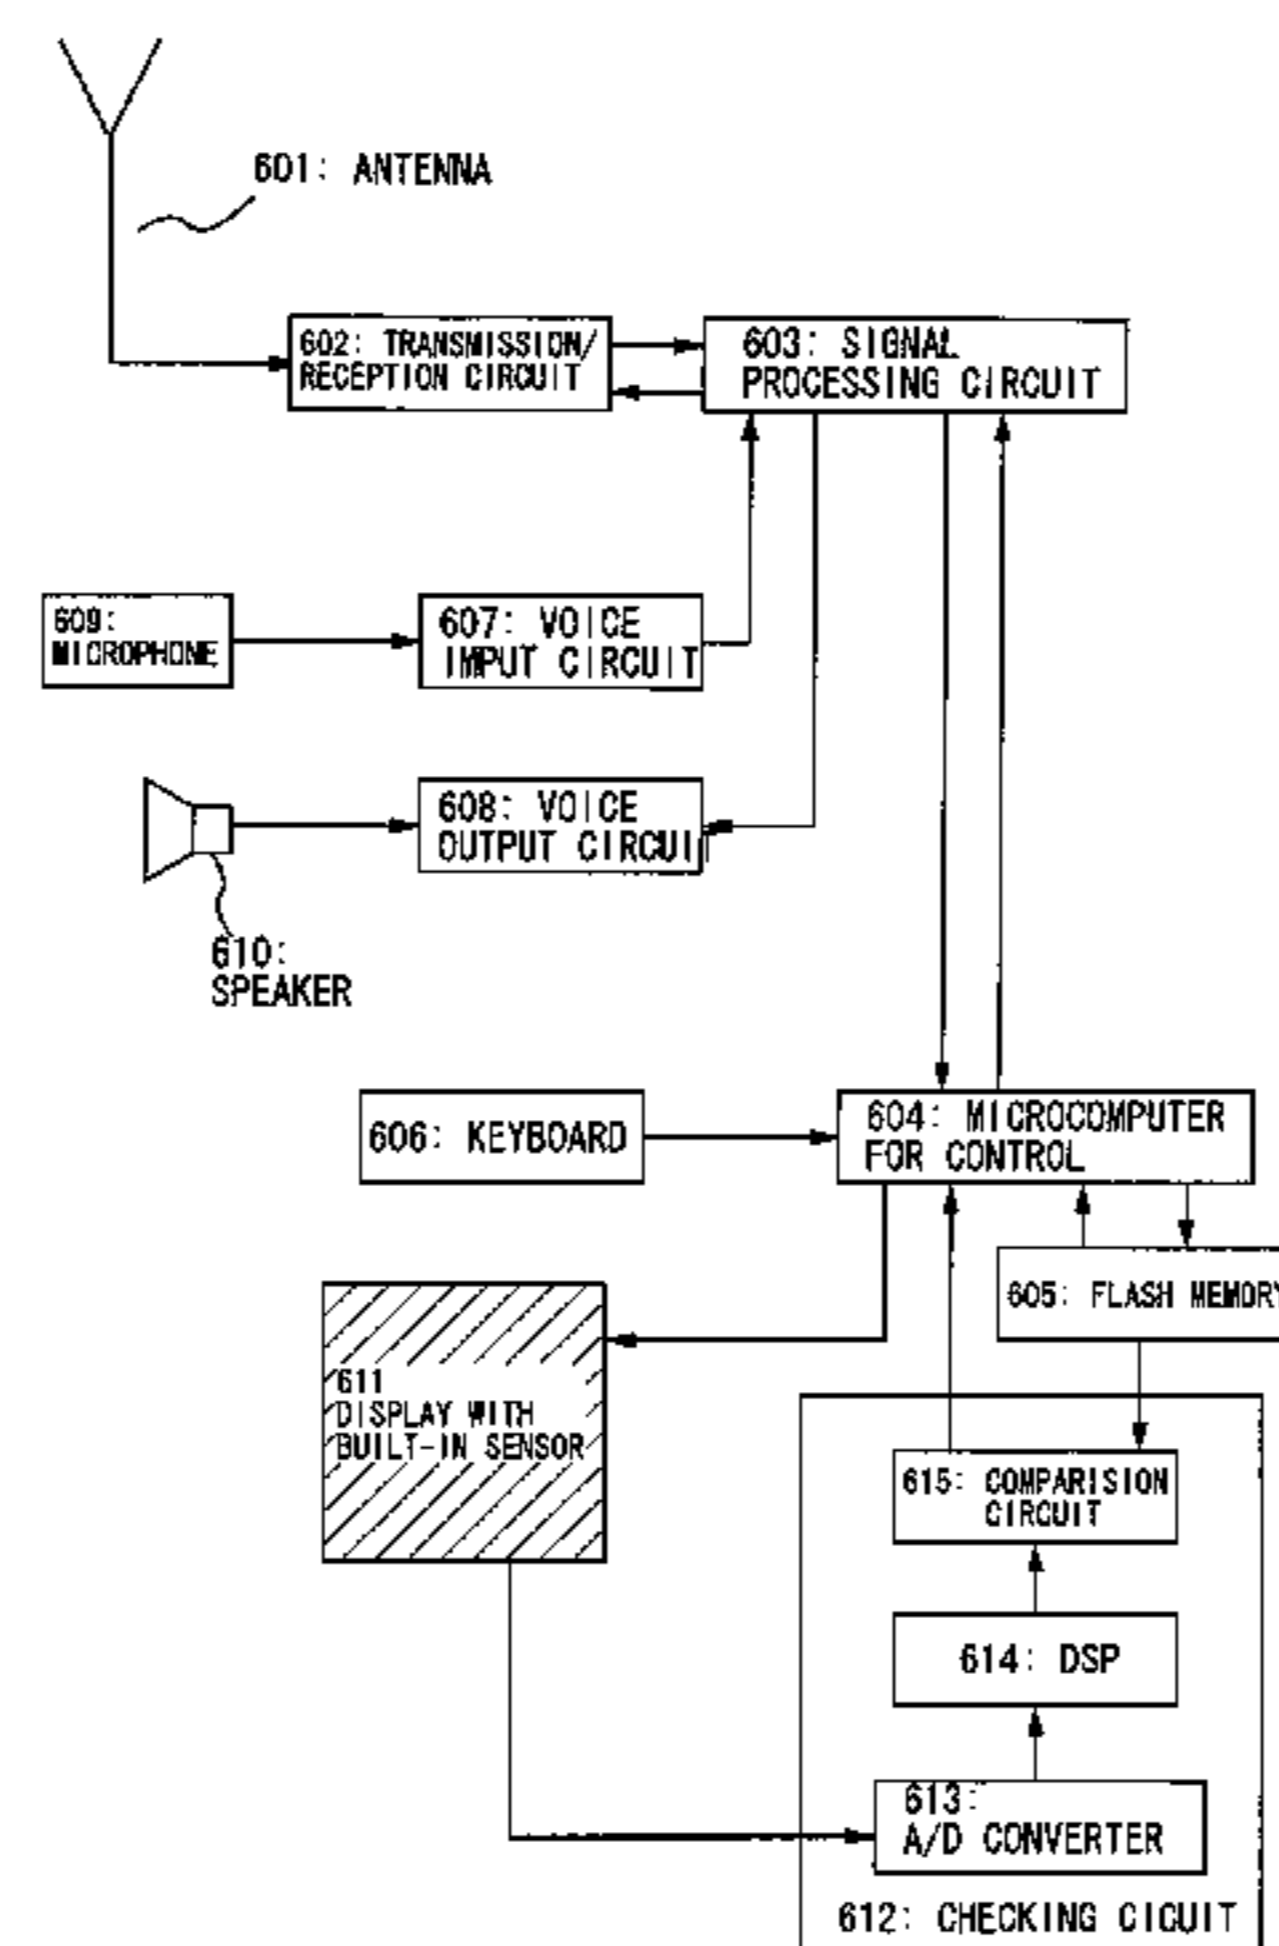 601: ANTENNA
602: TRANSMISSION/
RECEPTION CIRCUIT
603: SIGNAL
PROCESSING CIRCUIT
609:
MICROPHONE
607: VOICE
IMPUT CIRCUIT
608: VOICE
OUTPUT CIRCUIT
610:
SPEAKER
606: KEYBOARD
604: MICROCOMPUTER
FOR CONTROL
605: FLASH MEMORY
611
DISPLAY WITH
BUILT-IN SENSOR
615: COMPARISION
CIRCUIT
614: DSP
613:
A/D CONVERTER
612: CHECKING CICUIT